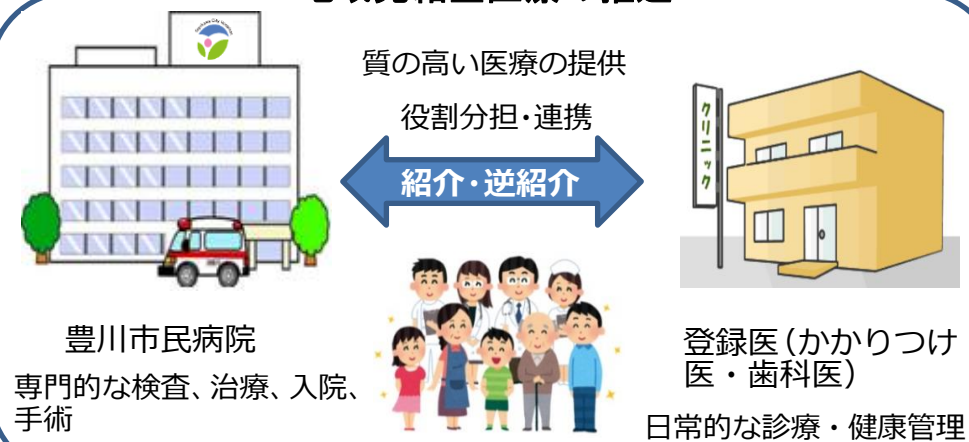 質の高い医療の提供
役割分担・連携
紹介・逆紹介
クリニック
豊川市民病院
専門的な検査、治療、入院、
手術
登録医（かかりつけ
医・歯科医）
日常的な診療・健康管理